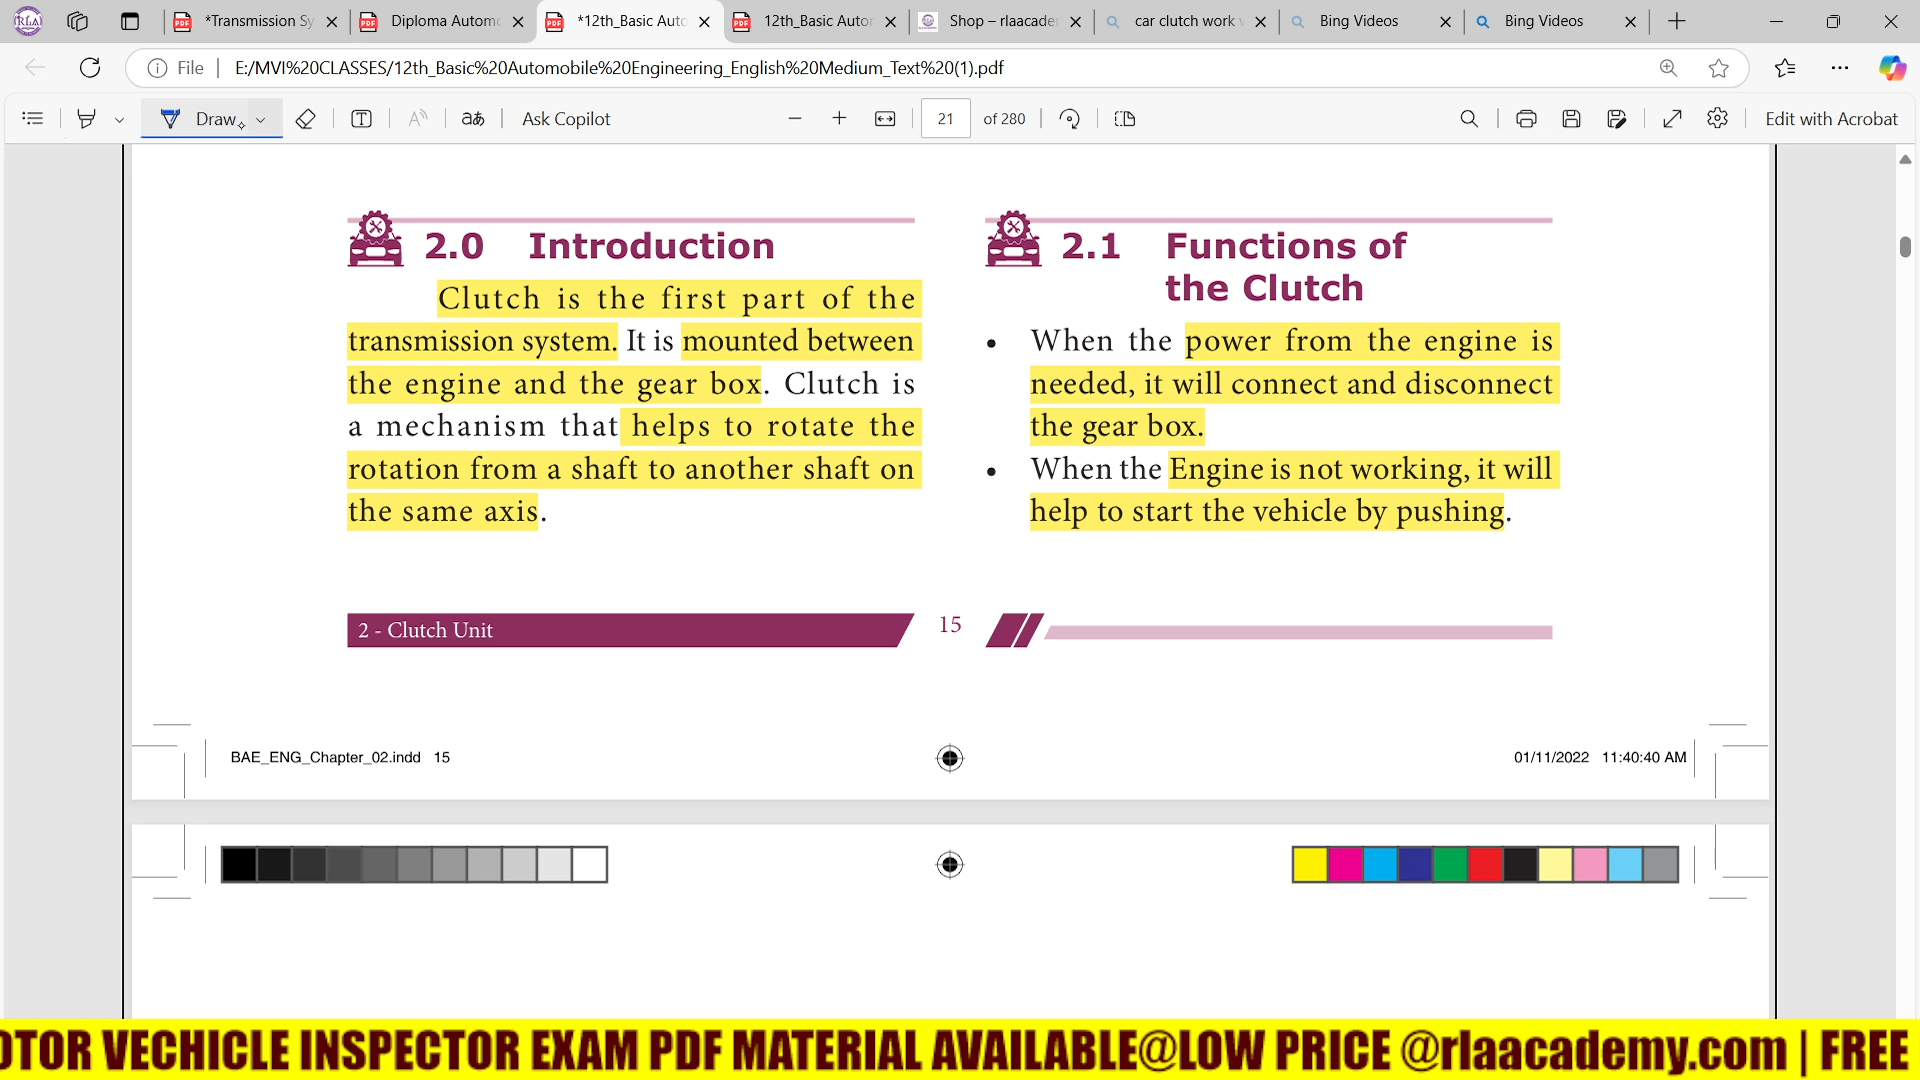 *Transmission Sy
Diploma Automo
*12th_Basic Auto
12th_Basic Autor
Shop – rlaacader
car clutch work v
Bing Videos
Bing Videos
File
E:/MVI%20CLASSES/12th_Basic%20Automobile%20Engineering_English%20Medium_Text%20(1).pdf
Draw
Ask Copilot
21
of 280
Edit with Acrobat
2.0 Introduction
Clutch is the first part of the
transmission system. It is mounted between
the engine and the gear box. Clutch is
a mechanism that helps to rotate the
rotation from a shaft to another shaft on
the same axis.
2.1 Functions of
the Clutch
• When the power from the engine is
needed, it will connect and disconnect
the gear box.
• When the Engine is not working, it will
help to start the vehicle by pushing.
2 - Clutch Unit
15
BAE_ENG_Chapter_02.indd 15
01/11/2022 11:40:40 AM
OTOR VECHICLE INSPECTOR EXAM PDF MATERIAL AVAILABLE@LOW PRICE @rlaacademy.com | FREE